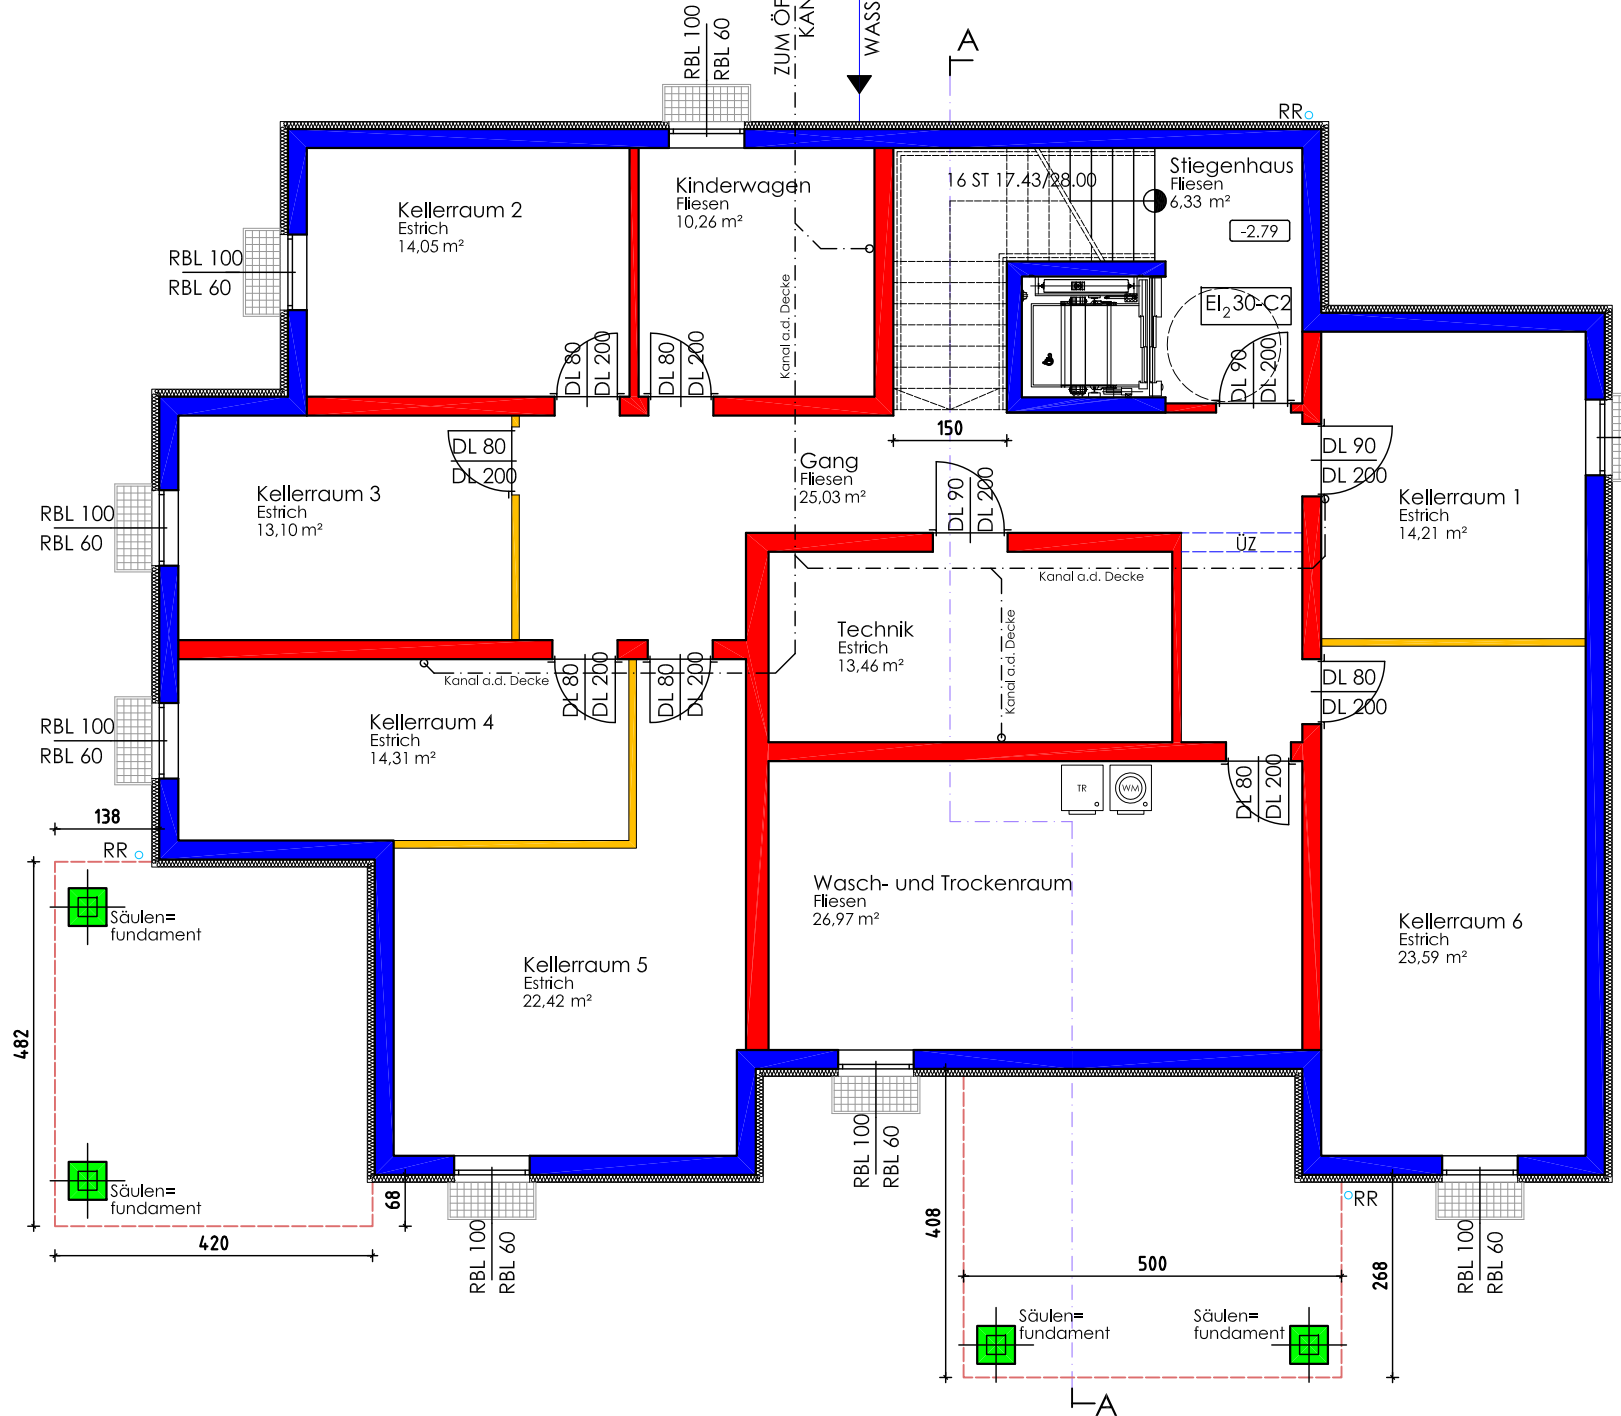 RBL 100
RBL 60
ZUM ÖF
KAN
WASS
A
RR
Kellerraum 2
Estrich
14,05 m²
Kinderwagen
Fliesen
10,26 m²
16 ST 17.43/28.00
Stiegenhaus
Fliesen
6,33 m²
-2.79
EI₂30-C2
RBL 100
RBL 60
Kanal a.d. Decke
DL 80
DL 200
DL 80
DL 200
DL 90
DL 200
150
DL 80
DL 200
Gang
Fliesen
25,03 m²
DL 90
DL 200
DL 90
DL 200
Kellerraum 3
Estrich
13,10 m²
Kellerraum 1
Estrich
14,21 m²
RBL 100
RBL 60
ÜZ
Kanal a.d. Decke
Technik
Estrich
13,46 m²
Kanal a.d. Decke
Kanal a.d. Decke
DL 80
DL 200
DL 80
DL 200
DL 80
DL 200
Kellerraum 4
Estrich
14,31 m²
RBL 100
RBL 60
TR
WM
DL 80
DL 200
138
RR
Säulen=
fundament
Wasch- und Trockenraum
Fliesen
26,97 m²
Kellerraum 6
Estrich
23,59 m²
Kellerraum 5
Estrich
22,42 m²
482
Säulen=
fundament
68
420
RBL 100
RBL 60
RBL 100
RBL 60
408
500
268
RR
RBL 100
RBL 60
Säulen=
fundament
Säulen=
fundament
A